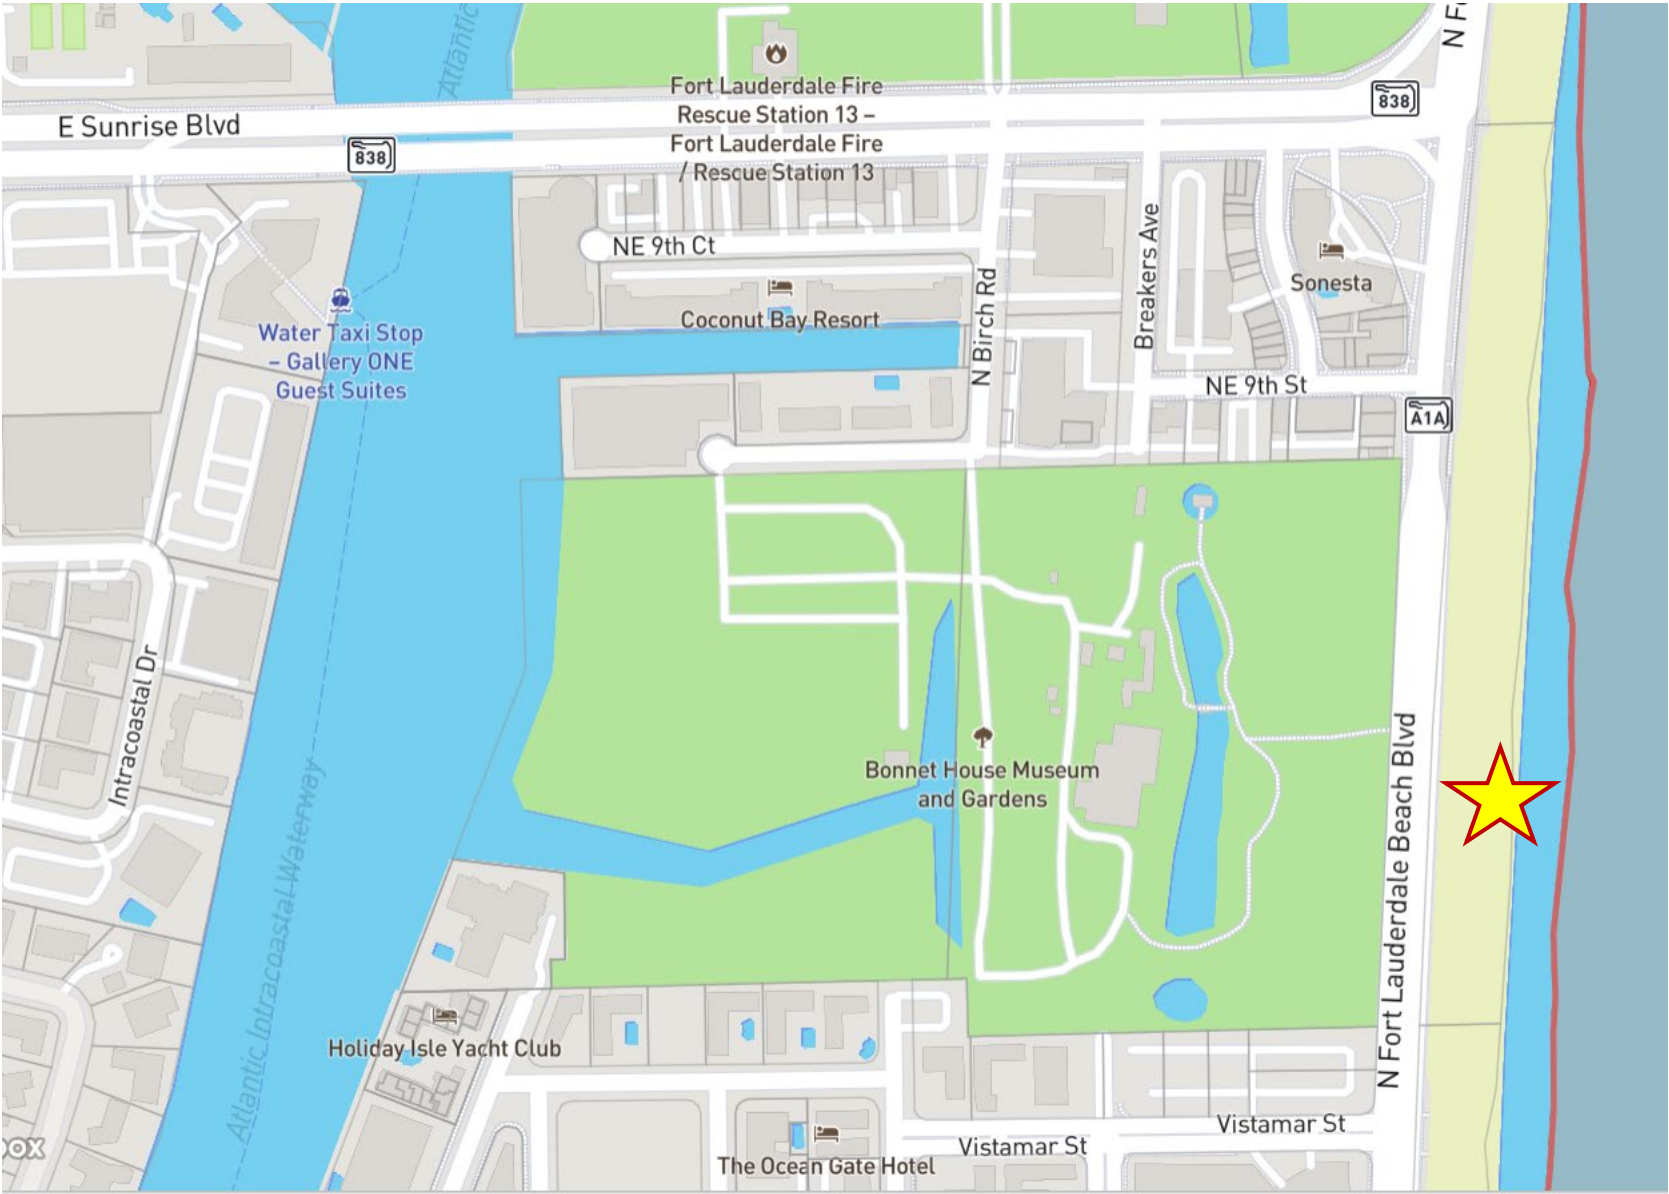 Atlantic
N F
Fort Lauderdale Fire
Rescue Station 13 –
Fort Lauderdale Fire
/ Rescue Station 13
838
E Sunrise Blvd
838
NE 9th Ct
Breakers Ave
Sonesta
N Birch Rd
Coconut Bay Resort
Water Taxi Stop
– Gallery ONE
Guest Suites
NE 9th St
A1A
Intracoastal Dr
Bonnet House Museum
and Gardens
N Fort Lauderdale Beach Blvd
Atlantic Intracoastal Waterway
Holiday Isle Yacht Club
Vistamar St
Vistamar St
The Ocean Gate Hotel
box